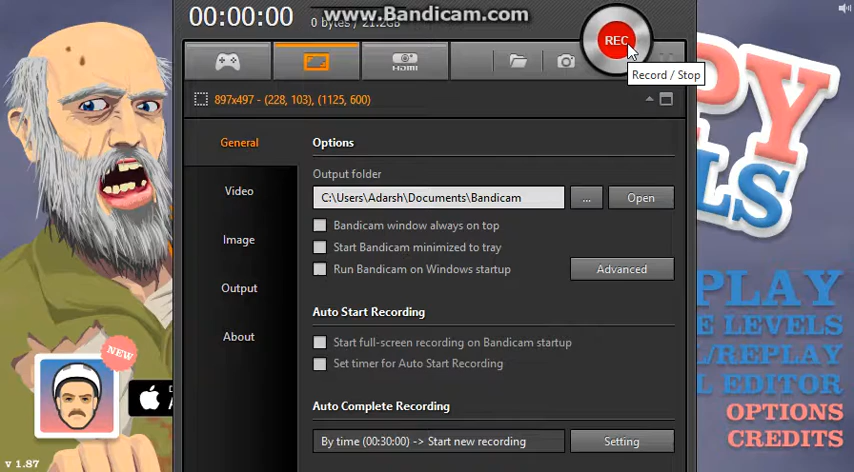 00:00:00
0 bytes / 21.2GB
www.Bandicam.com
REC
HDMI
Record / Stop
897x497 - (228, 103), (1125, 600)
General
Video
Image
Output
About
Options
Output folder
C:\Users\Adarsh\Documents\Bandicam
...
Open
Bandicam window always on top
Start Bandicam minimized to tray
Run Bandicam on Windows startup
Advanced
Auto Start Recording
Start full-screen recording on Bandicam startup
Set timer for Auto Start Recording
Auto Complete Recording
By time (00:30:00) -> Start new recording
Setting
PY
LS
PLAY
E LEVELS
/REPLAY
EDITOR
OPTIONS
CREDITS
NEW
v 1.87